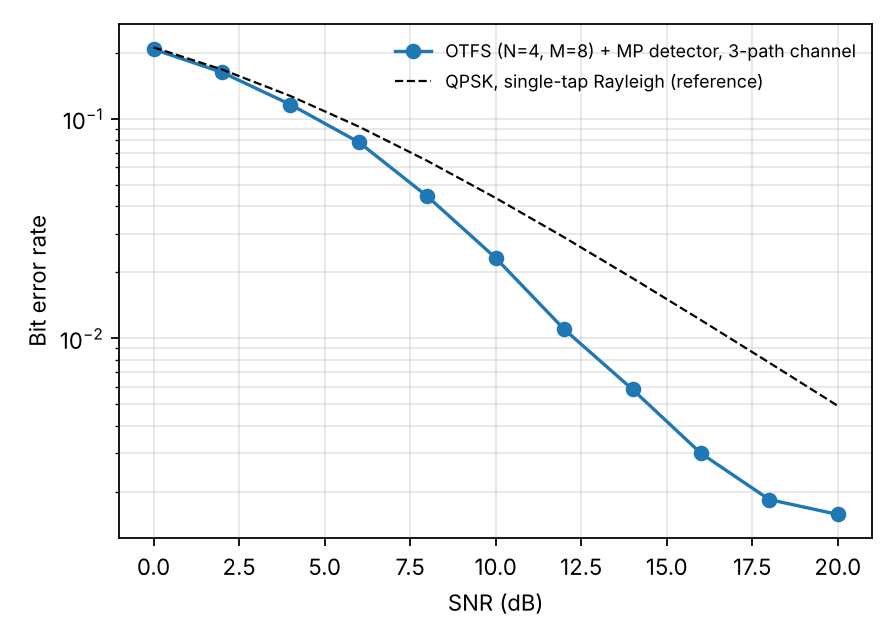 OTFS (N=4, M=8) + MP detector, 3-path channel
QPSK, single-tap Rayleigh (reference)
10⁻¹
10⁻²
Bit error rate
0.0 2.5 5.0 7.5 10.0 12.5 15.0 17.5 20.0
SNR (dB)